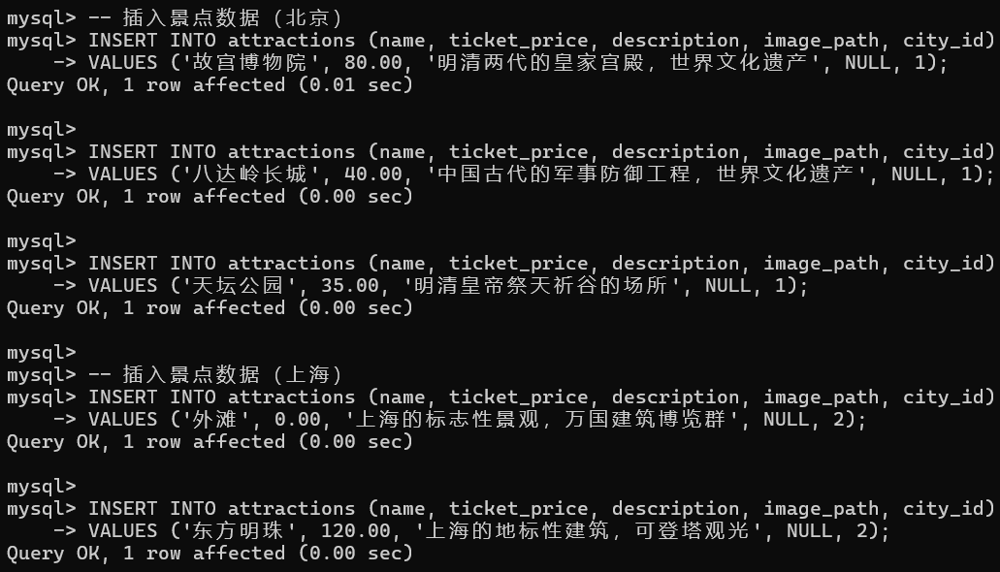 mysql> -- 插入景点数据（北京）
mysql> INSERT INTO attractions (name, ticket_price, description, image_path, city_id)
    -> VALUES ('故宫博物院', 80.00, '明清两代的皇家宫殿，世界文化遗产', NULL, 1);
Query OK, 1 row affected (0.01 sec)

mysql>
mysql> INSERT INTO attractions (name, ticket_price, description, image_path, city_id)
    -> VALUES ('八达岭长城', 40.00, '中国古代的军事防御工程，世界文化遗产', NULL, 1);
Query OK, 1 row affected (0.00 sec)

mysql>
mysql> INSERT INTO attractions (name, ticket_price, description, image_path, city_id)
    -> VALUES ('天坛公园', 35.00, '明清皇帝祭天祈谷的场所', NULL, 1);
Query OK, 1 row affected (0.00 sec)

mysql>
mysql> -- 插入景点数据（上海）
mysql> INSERT INTO attractions (name, ticket_price, description, image_path, city_id)
    -> VALUES ('外滩', 0.00, '上海的标志性景观，万国建筑博览群', NULL, 2);
Query OK, 1 row affected (0.00 sec)

mysql>
mysql> INSERT INTO attractions (name, ticket_price, description, image_path, city_id)
    -> VALUES ('东方明珠', 120.00, '上海的地标性建筑，可登塔观光', NULL, 2);
Query OK, 1 row affected (0.00 sec)